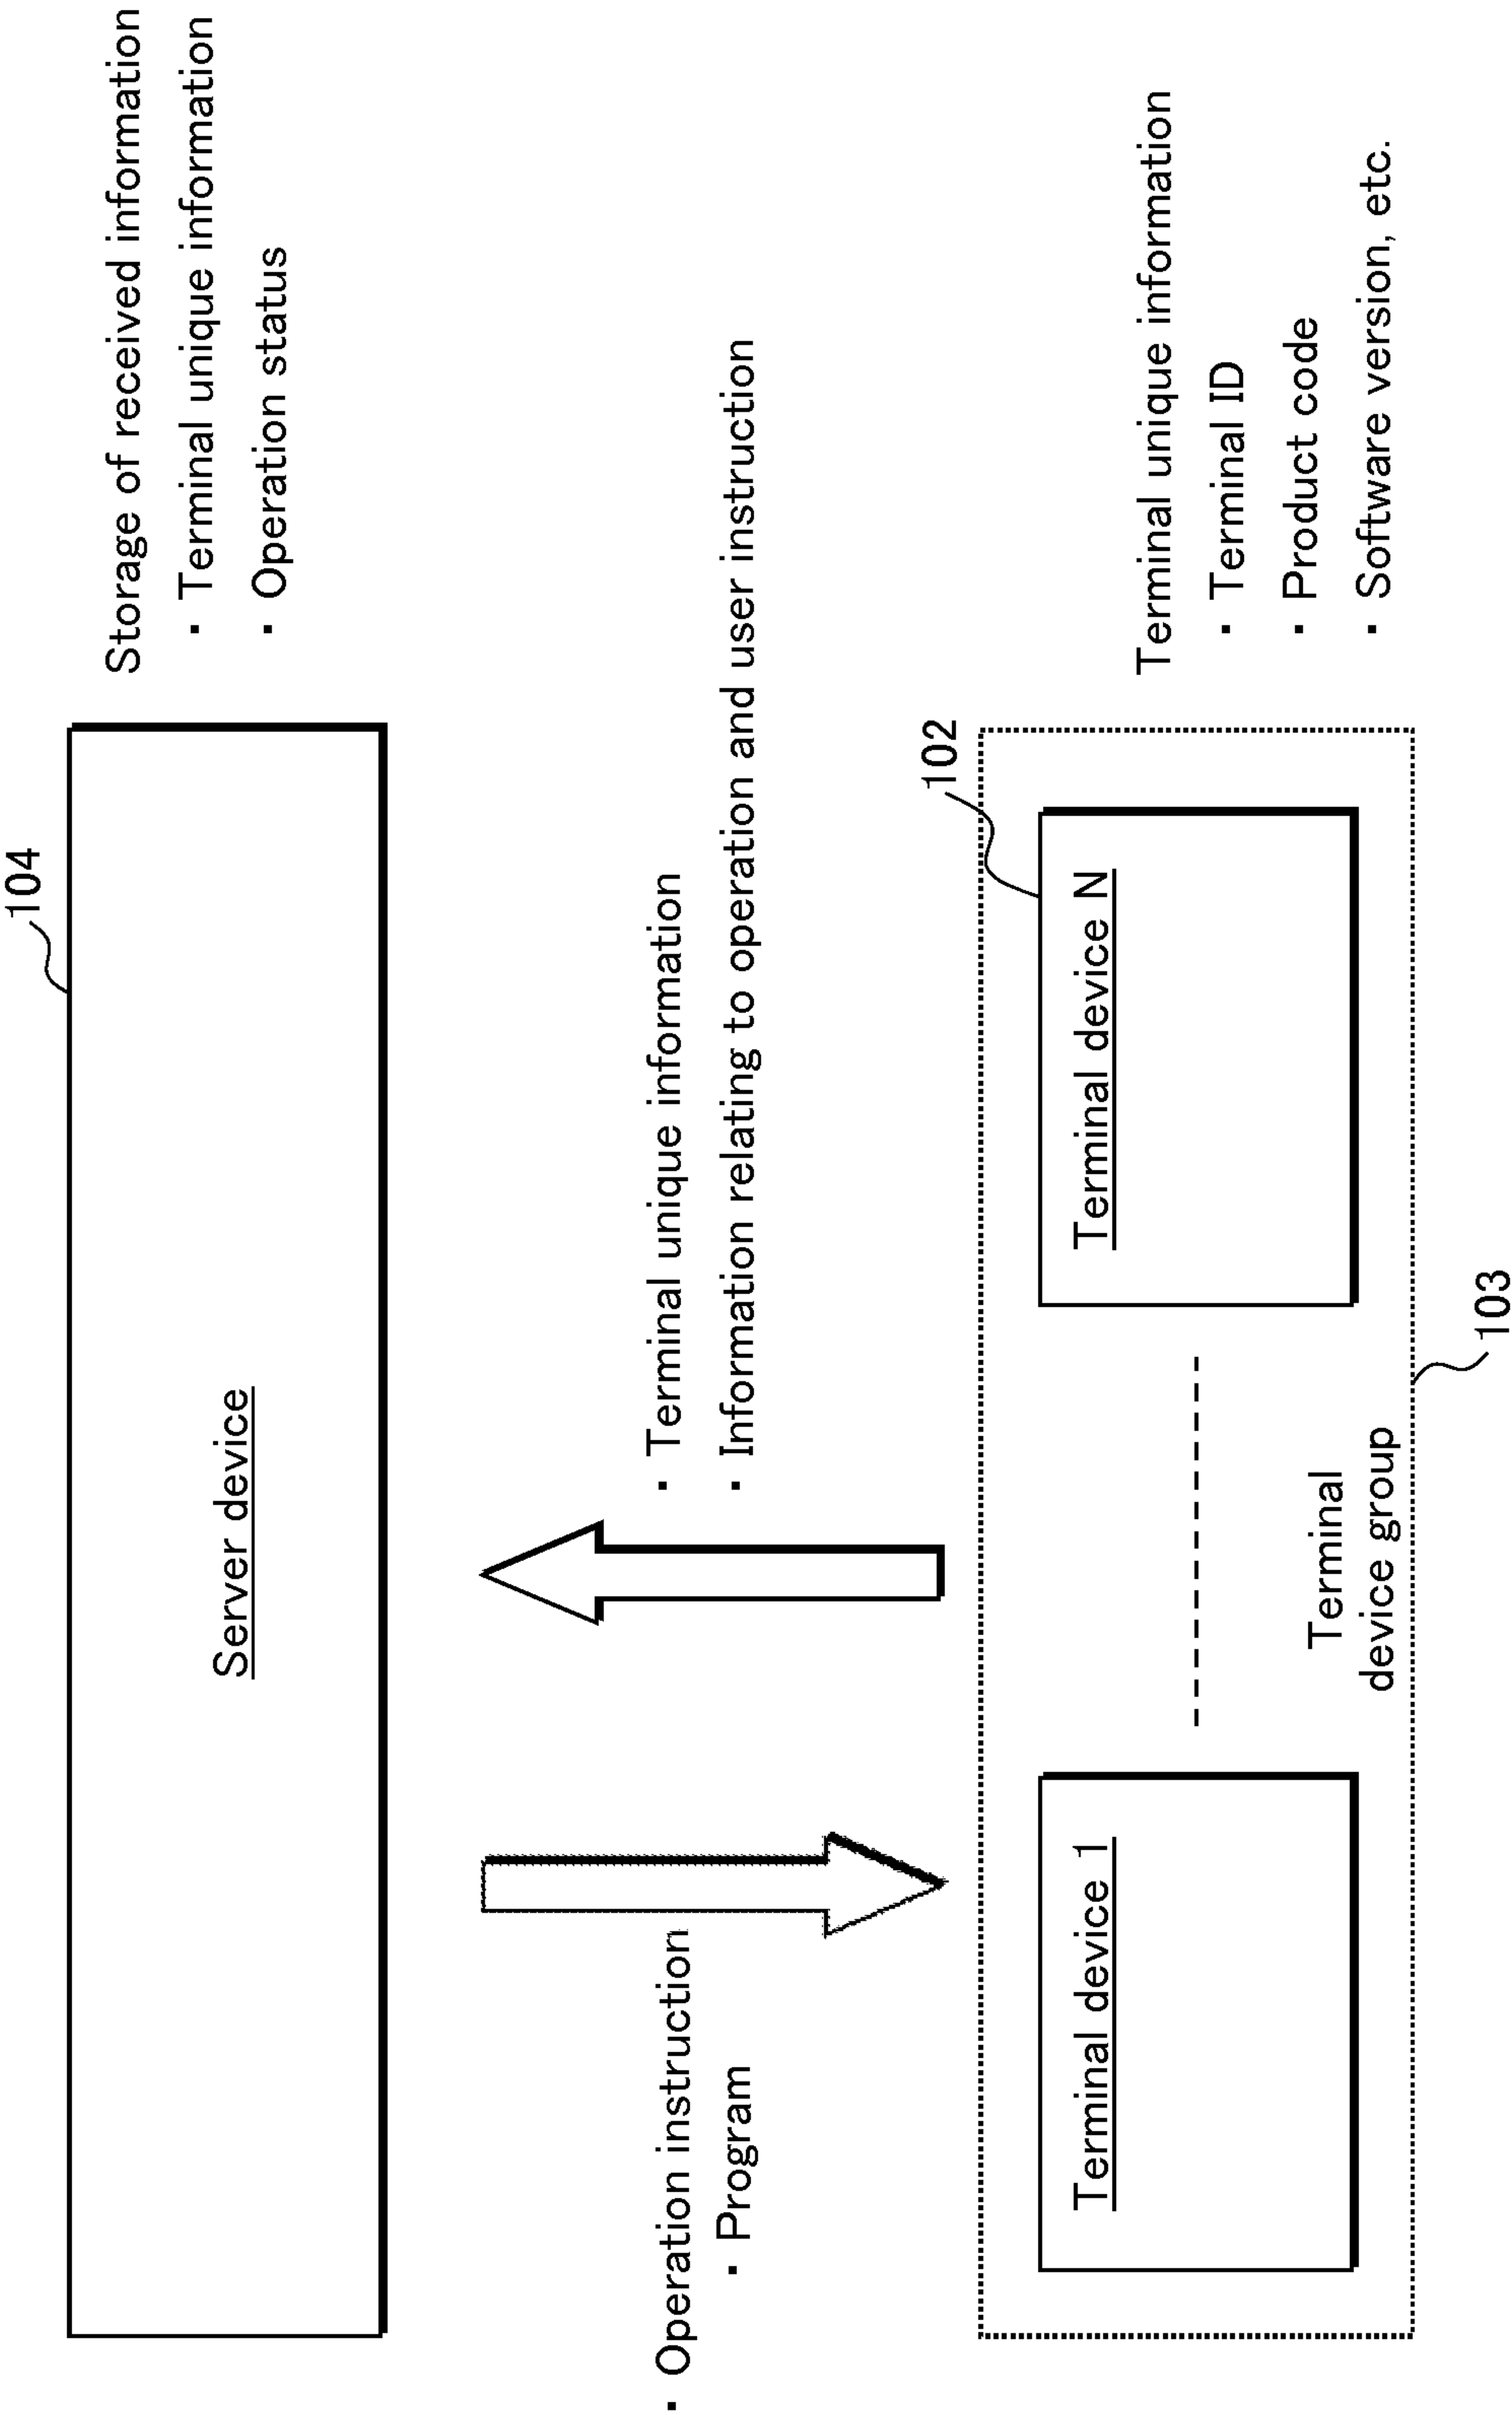 104
Server device
Storage of received information
・ Terminal unique information
・ Operation status
・ Operation instruction
・ Program
・ Terminal unique information
・ Information relating to operation and user instruction
102
Terminal device 1
Terminal device N
Terminal
device group
103
Terminal unique information
・ Terminal ID
・ Product code
・ Software version, etc.